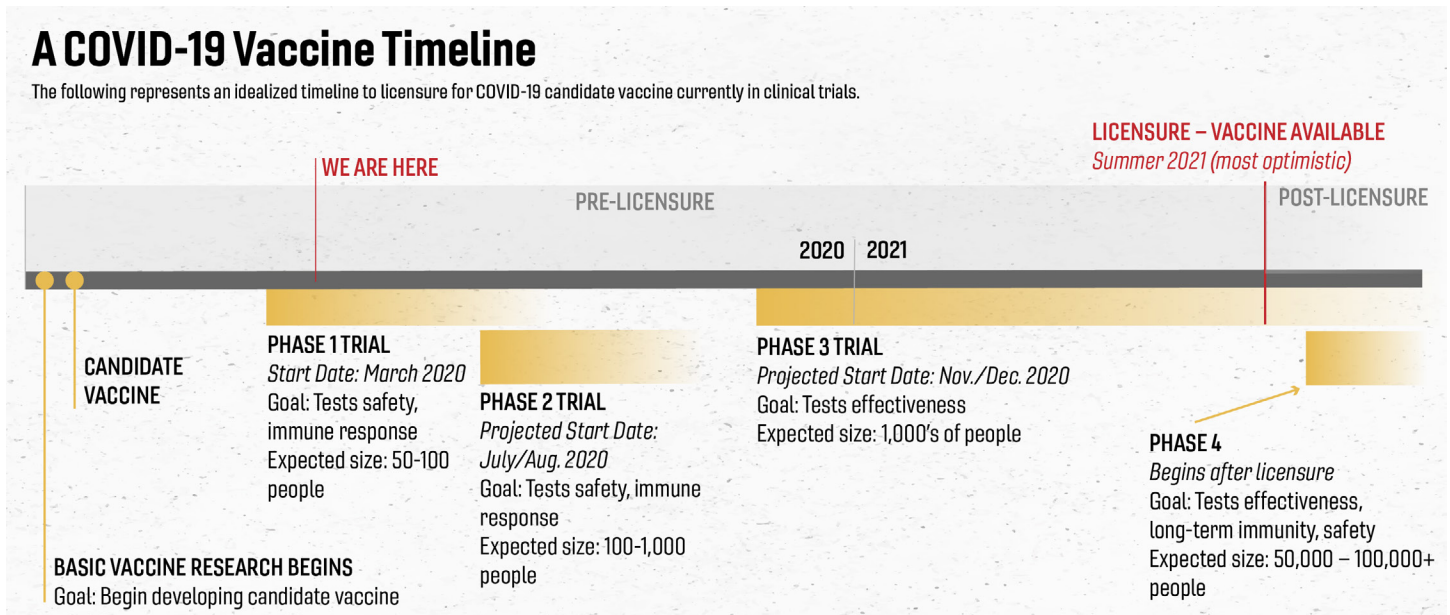 A COVID-19 Vaccine Timeline
The following represents an idealized timeline to licensure for COVID-19 candidate vaccine currently in clinical trials.
LICENSURE – VACCINE AVAILABLE
Summer 2021 (most optimistic)
WE ARE HERE
PRE-LICENSURE
POST-LICENSURE
2020
2021
CANDIDATE
VACCINE
BASIC VACCINE RESEARCH BEGINS
Goal: Begin developing candidate vaccine
PHASE 1 TRIAL
Start Date: March 2020
Goal: Tests safety,
immune response
Expected size: 50-100
people
PHASE 2 TRIAL
Projected Start Date:
July/Aug. 2020
Goal: Tests safety, immune
response
Expected size: 100-1,000
people
PHASE 3 TRIAL
Projected Start Date: Nov./Dec. 2020
Goal: Tests effectiveness
Expected size: 1,000’s of people
PHASE 4
Begins after licensure
Goal: Tests effectiveness,
long-term immunity, safety
Expected size: 50,000 – 100,000+
people